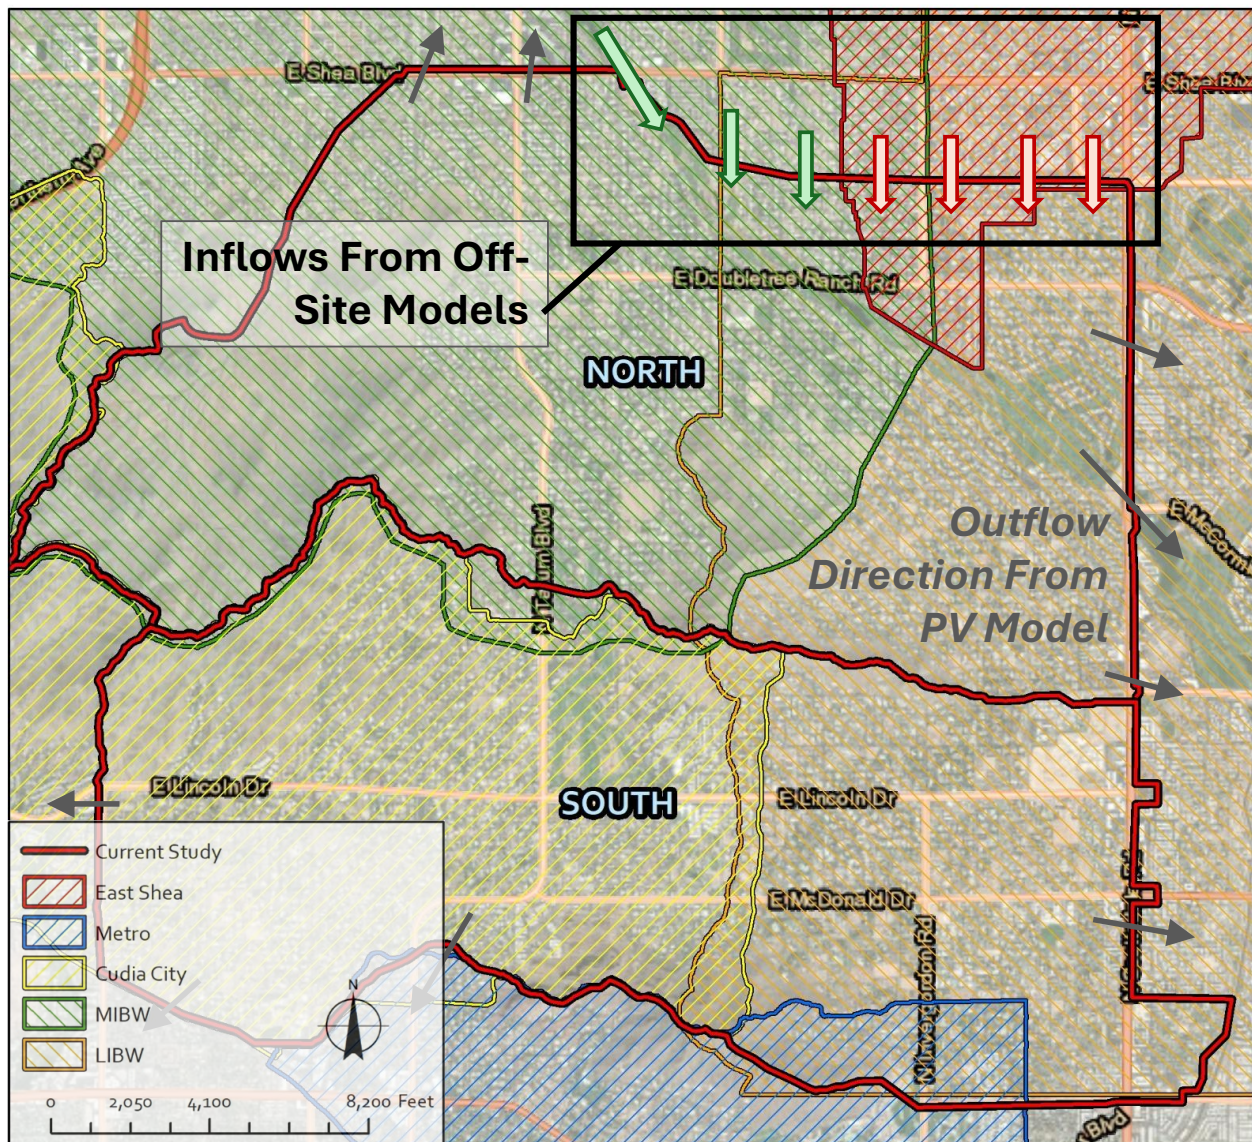 E Shea Blvd
E Shea Blvd
Inflows From Off-
Site Models
E Doubletree Ranch Rd
NORTH
Outflow
Direction From
PV Model
E McCormi
N Tatum Blvd
E Lincoln Dr
SOUTH
E Lincoln Dr
E McDonald Dr
N Invergordon Rd
Blvd
Current Study
East Shea
Metro
Cudia City
MIBW
LIBW
N
0 2,050 4,100 8,200 Feet